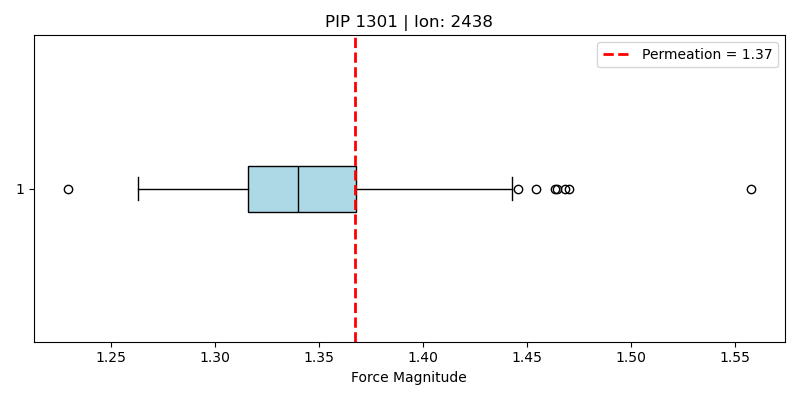 PIP 1301 | Ion: 2438
Permeation = 1.37
1
1.25 1.30 1.35 1.40 1.45 1.50 1.55
Force Magnitude